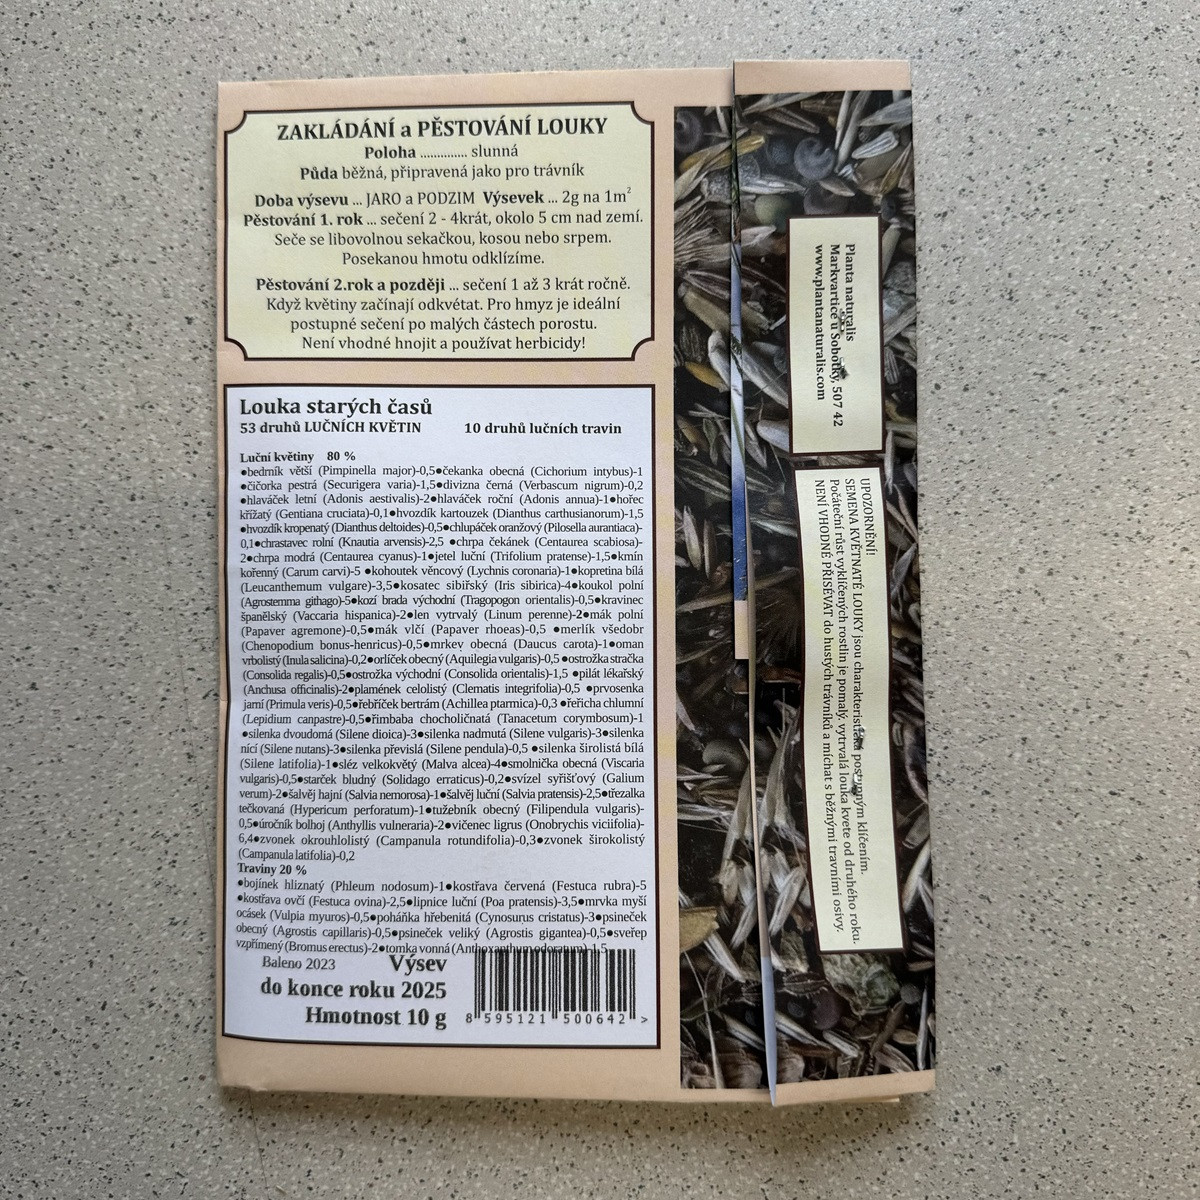 ZAKLÁDÁNÍ a PĚSTOVÁNÍ LOUKY
Poloha .............. slunná
Půda běžná, připravená jako pro trávník
Doba výsevu ... JARO a PODZIM Výsevek ... 2g na 1m²
Pěstování 1. rok ... sečení 2 - 4krát, okolo 5 cm nad zemí.
Seče se libovolnou sekačkou, kosou nebo srpem.
Posekanou hmotu odklízíme.
Pěstování 2.rok a později ... sečení 1 až 3 krát ročně.
Když květiny začínají odkvétat. Pro hmyz je ideální
postupné sečení po malých částech porostu.
Není vhodné hnojit a používat herbicidy!
Louka starých časů
53 druhů LUČNÍCH KVĚTIN 10 druhů lučních travin
Luční květiny 80 %
●bedrník větší (Pimpinella major)-0,5●čekanka obecná (Cichorium intybus)-1
●čičorka pestrá (Securigera varia)-1,5●divizna černá (Verbascum nigrum)-0,2
●hlaváček letní (Adonis aestivalis)-2●hlaváček roční (Adonis annua)-1●hořec
křížatý (Gentiana cruciata)-0,1●hvozdík kartouzek (Dianthus carthusianorum)-1,5
●hvozdík kropenatý (Dianthus deltoides)-0,5●chlupáček oranžový (Pilosella aurantiaca)-
0,1●chrastavec rolní (Knautia arvensis)-2,5 ●chrpa čekánek (Centaurea scabiosa)-
2●chrpa modrá (Centaurea cyanus)-1●jetel luční (Trifolium pratense)-1,5●kmín
kořenný (Carum carvi)-5 ●kohoutek věncový (Lychnis coronaria)-1●kopretina bílá
(Leucanthemum vulgare)-3,5●kosatec sibiřský (Iris sibirica)-4●koukol polní
(Agrostemma githago)-5●kozí brada východní (Tragopogon orientalis)-0,5●kravinec
španělský (Vaccaria hispanica)-2●len vytrvalý (Linum perenne)-2●mák polní
(Papaver agremone)-0,5●mák vlčí (Papaver rhoeas)-0,5 ●merlík všedobr
(Chenopodium bonus-henricus)-0,5●mrkev obecná (Daucus carota)-1●oman
vrbolistý (Inula salicina)-0,2●orlíček obecný (Aquilegia vulgaris)-0,5 ●ostrožka stračka
(Consolida regalis)-0,5●ostrožka východní (Consolida orientalis)-1,5 ●pilát lékařský
(Anchusa officinalis)-2●plamének celolistý (Clematis integrifolia)-0,5 ●prvosenka
jarní (Primula veris)-0,5●řebříček bertrám (Achillea ptarmica)-0,3 ●řeřicha chlumní
(Lepidium canpastre)-0,5●řimbaba chocholičnatá (Tanacetum corymbosum)-1
●silenka dvoudomá (Silene dioica)-3●silenka nadmutá (Silene vulgaris)-3●silenka
nící (Silene nutans)-3●silenka převislá (Silene pendula)-0,5 ●silenka širolistá bílá
(Silene latifolia)-1●sléz velkokvětý (Malva alcea)-4●smolnička obecná (Viscaria
vulgaris)-0,5●starček bludný (Solidago erraticus)-0,2●svízel syřišťový (Galium
verum)-2●šalvěj hajní (Salvia nemorosa)-1●šalvěj luční (Salvia pratensis)-2,5●třezalka
tečkovaná (Hypericum perforatum)-1●tužebník obecný (Filipendula vulgaris)-
0,5●úročník bolhoj (Anthyllis vulneraria)-2●vičenec ligrus (Onobrychis viciifolia)-
6,4●zvonek okrouhlolistý (Campanula rotundifolia)-0,3●zvonek širokolistý
(Campanula latifolia)-0,2
Traviny 20 %
●bojínek hliznatý (Phleum nodosum)-1●kostřava červená (Festuca rubra)-5
●kostřava ovčí (Festuca ovina)-2,5●lipnice luční (Poa pratensis)-3,5●mrvka myší
ocásek (Vulpia myuros)-0,5●poháňka hřebenitá (Cynosurus cristatus)-3●psineček
obecný (Agrostis capillaris)-0,5●psineček veliký (Agrostis gigantea)-0,5●sveřep
vzpřímený (Bromus erectus)-2●tomka vonná (Anthoxanthum odoratum)-1,5
Baleno 2023 Výsev
do konce roku 2025
Hmotnost 10 g
8 595121 500642 >
Planta naturalis
Markvartice u Sobotky, 507 42
www.plantanaturalis.com
UPOZORNĚNÍ!
SEMENA KVĚTNATÉ LOUKY jsou charakteristická postupným klíčením.
Počáteční růst vyklíčených rostlin je pomalý, vytrvalá louka kvete od druhého roku.
NENÍ VHODNÉ PŘISÉVAT do hustých trávníků a míchat s běžnými travními osivy.